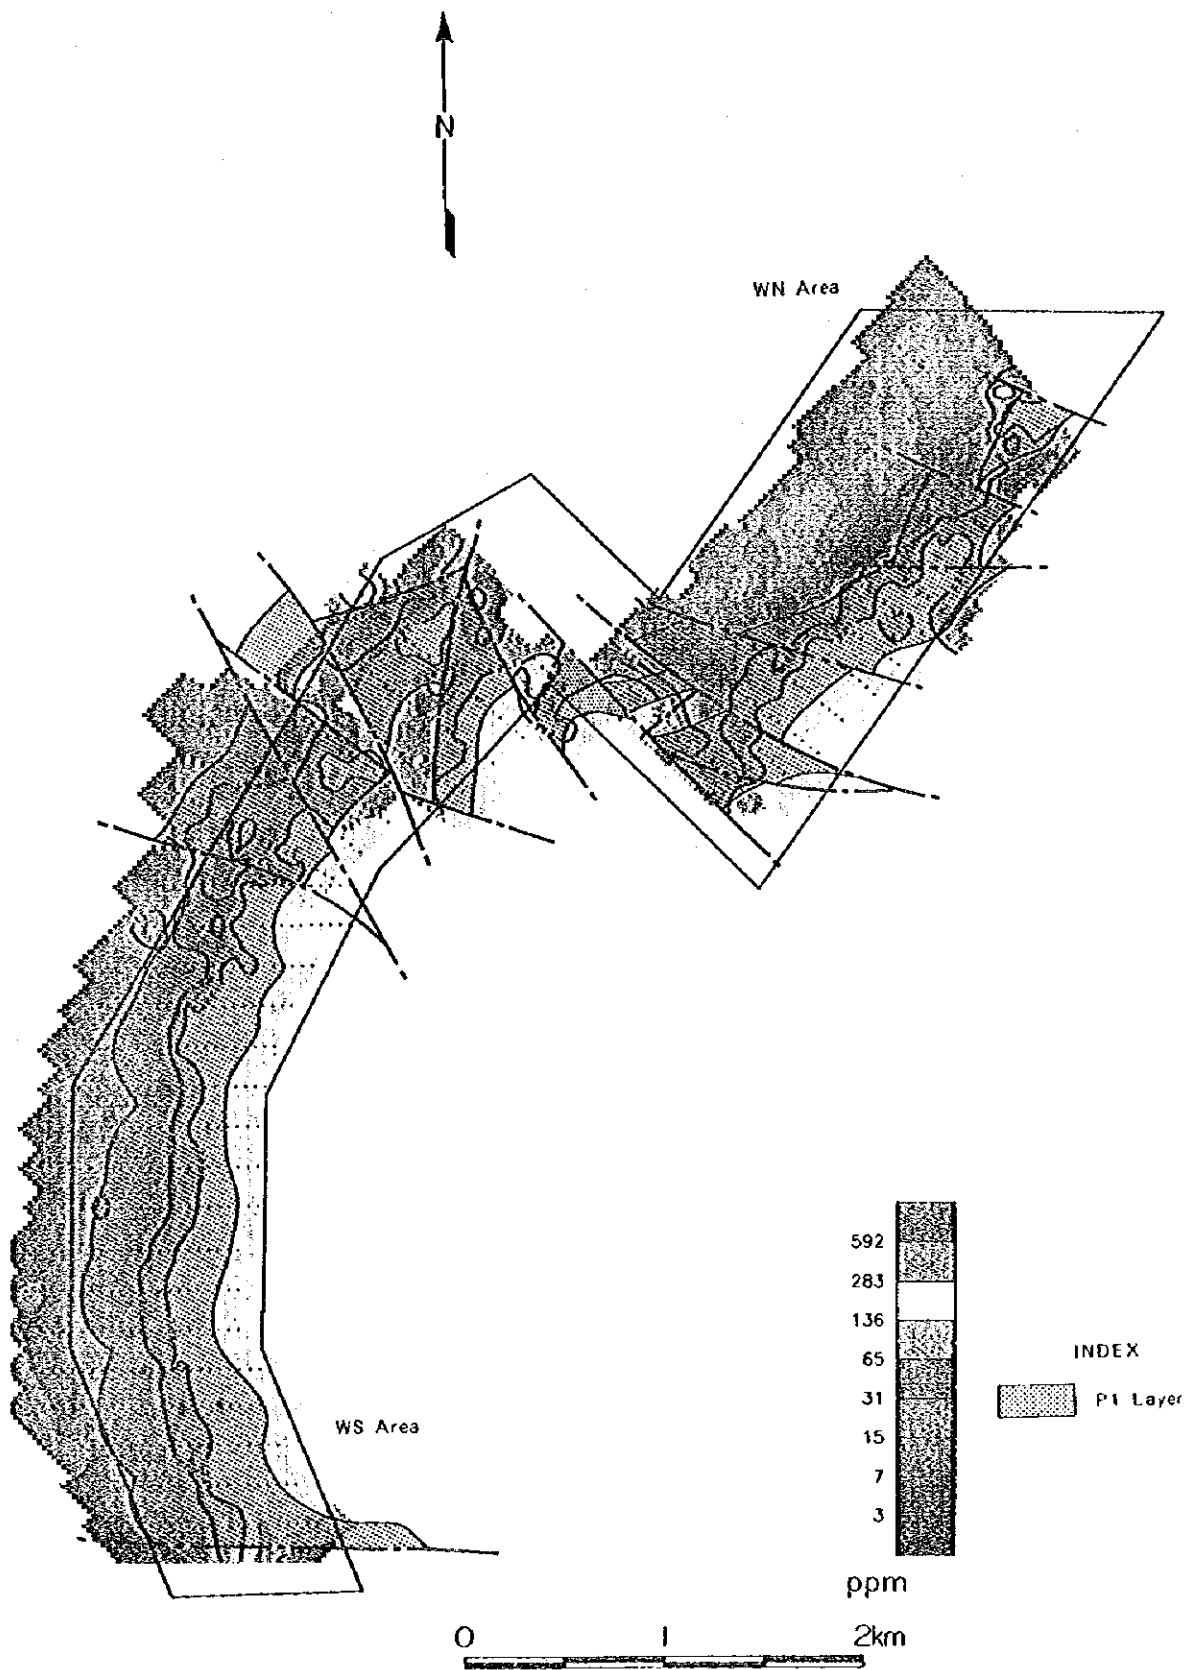 N
WN Area
592
283
136
65
INDEX
31
P1 Layer
15
WS Area
7
3
ppm
0 1 2km